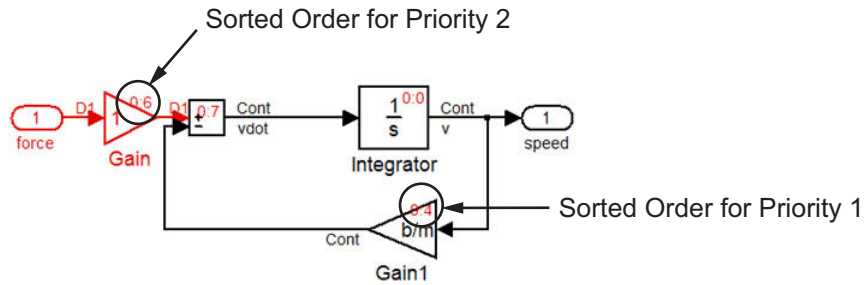 Sorted Order for Priority 2
D1
0:6
1
D1
0:7
+
−
Cont
vdot
1
s
0:0
Cont
v
1
1
force
Gain
Integrator
speed
0:4
b/m
Sorted Order for Priority 1
Cont
Gain1